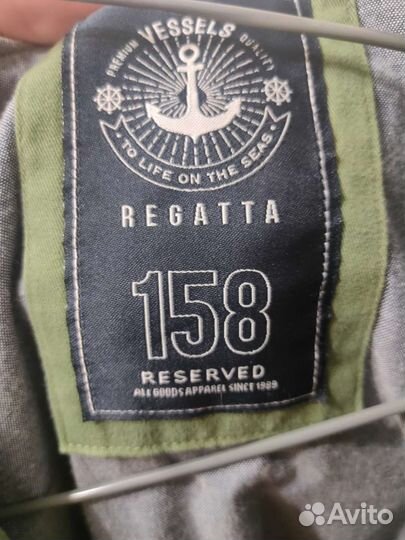 VESSELS
PREMIUM QUALITY
TO LIFE ON THE SEAS
REGATTA
158
RESERVED
ALL GOODS APPAREL SINCE 1989
Avito